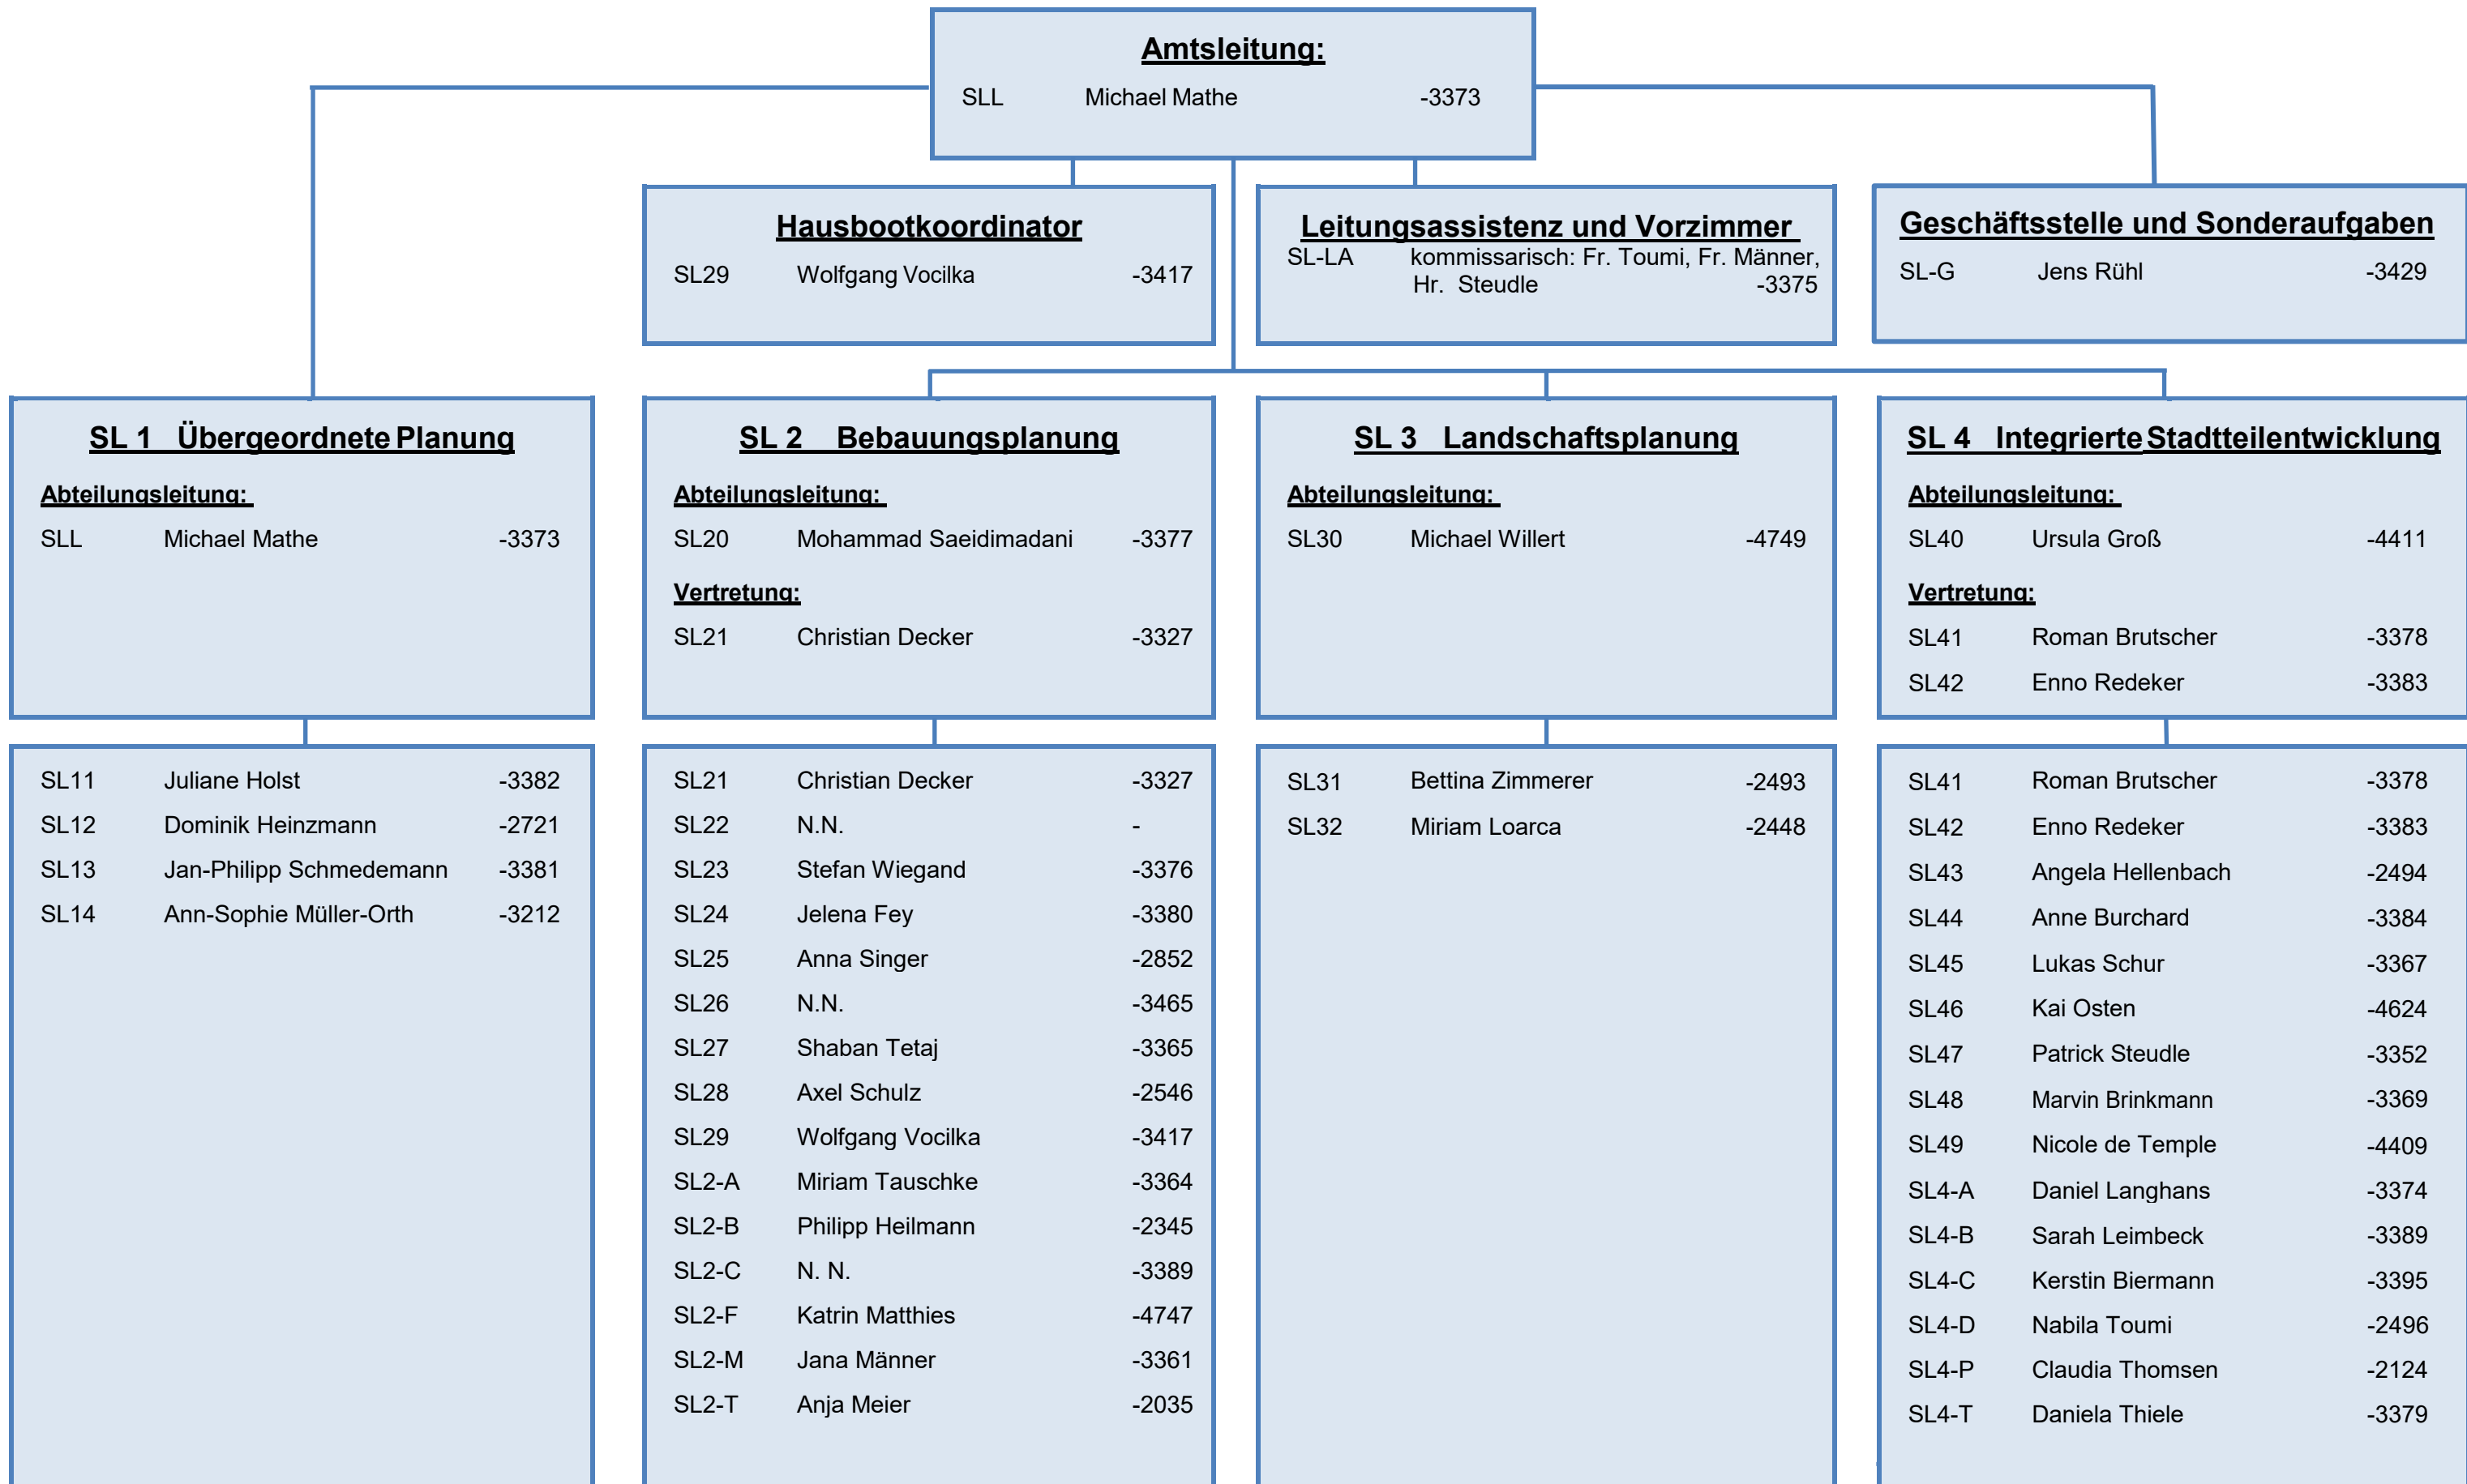 Amtsleitung:
SLL Michael Mathe -3373
Hausbootkoordinator
SL29 Wolfgang Vocilka -3417
Leitungsassistenz und Vorzimmer
SL-LA kommissarisch: Fr. Toumi, Fr. Männer,
Hr. Steudle -3375
Geschäftsstelle und Sonderaufgaben
SL-G Jens Rühl -3429
SL 1 Übergeordnete Planung
Abteilungsleitung:
SLL Michael Mathe -3373
SL11 Juliane Holst -3382
SL12 Dominik Heinzmann -2721
SL13 Jan-Philipp Schmedemann -3381
SL14 Ann-Sophie Müller-Orth -3212
SL 2 Bebauungsplanung
Abteilungsleitung:
SL20 Mohammad Saeidimadani -3377
Vertretung:
SL21 Christian Decker -3327
SL21 Christian Decker -3327
SL22 N.N. -
SL23 Stefan Wiegand -3376
SL24 Jelena Fey -3380
SL25 Anna Singer -2852
SL26 N.N. -3465
SL27 Shaban Tetaj -3365
SL28 Axel Schulz -2546
SL29 Wolfgang Vocilka -3417
SL2-A Miriam Tauschke -3364
SL2-B Philipp Heilmann -2345
SL2-C N. N. -3389
SL2-F Katrin Matthies -4747
SL2-M Jana Männer -3361
SL2-T Anja Meier -2035
SL 3 Landschaftsplanung
Abteilungsleitung:
SL30 Michael Willert -4749
SL31 Bettina Zimmerer -2493
SL32 Miriam Loarca -2448
SL 4 Integrierte Stadtteilentwicklung
Abteilungsleitung:
SL40 Ursula Groß -4411
Vertretung:
SL41 Roman Brutscher -3378
SL42 Enno Redeker -3383
SL41 Roman Brutscher -3378
SL42 Enno Redeker -3383
SL43 Angela Hellenbach -2494
SL44 Anne Burchard -3384
SL45 Lukas Schur -3367
SL46 Kai Osten -4624
SL47 Patrick Steudle -3352
SL48 Marvin Brinkmann -3369
SL49 Nicole de Temple -4409
SL4-A Daniel Langhans -3374
SL4-B Sarah Leimbeck -3389
SL4-C Kerstin Biermann -3395
SL4-D Nabila Toumi -2496
SL4-P Claudia Thomsen -2124
SL4-T Daniela Thiele -3379